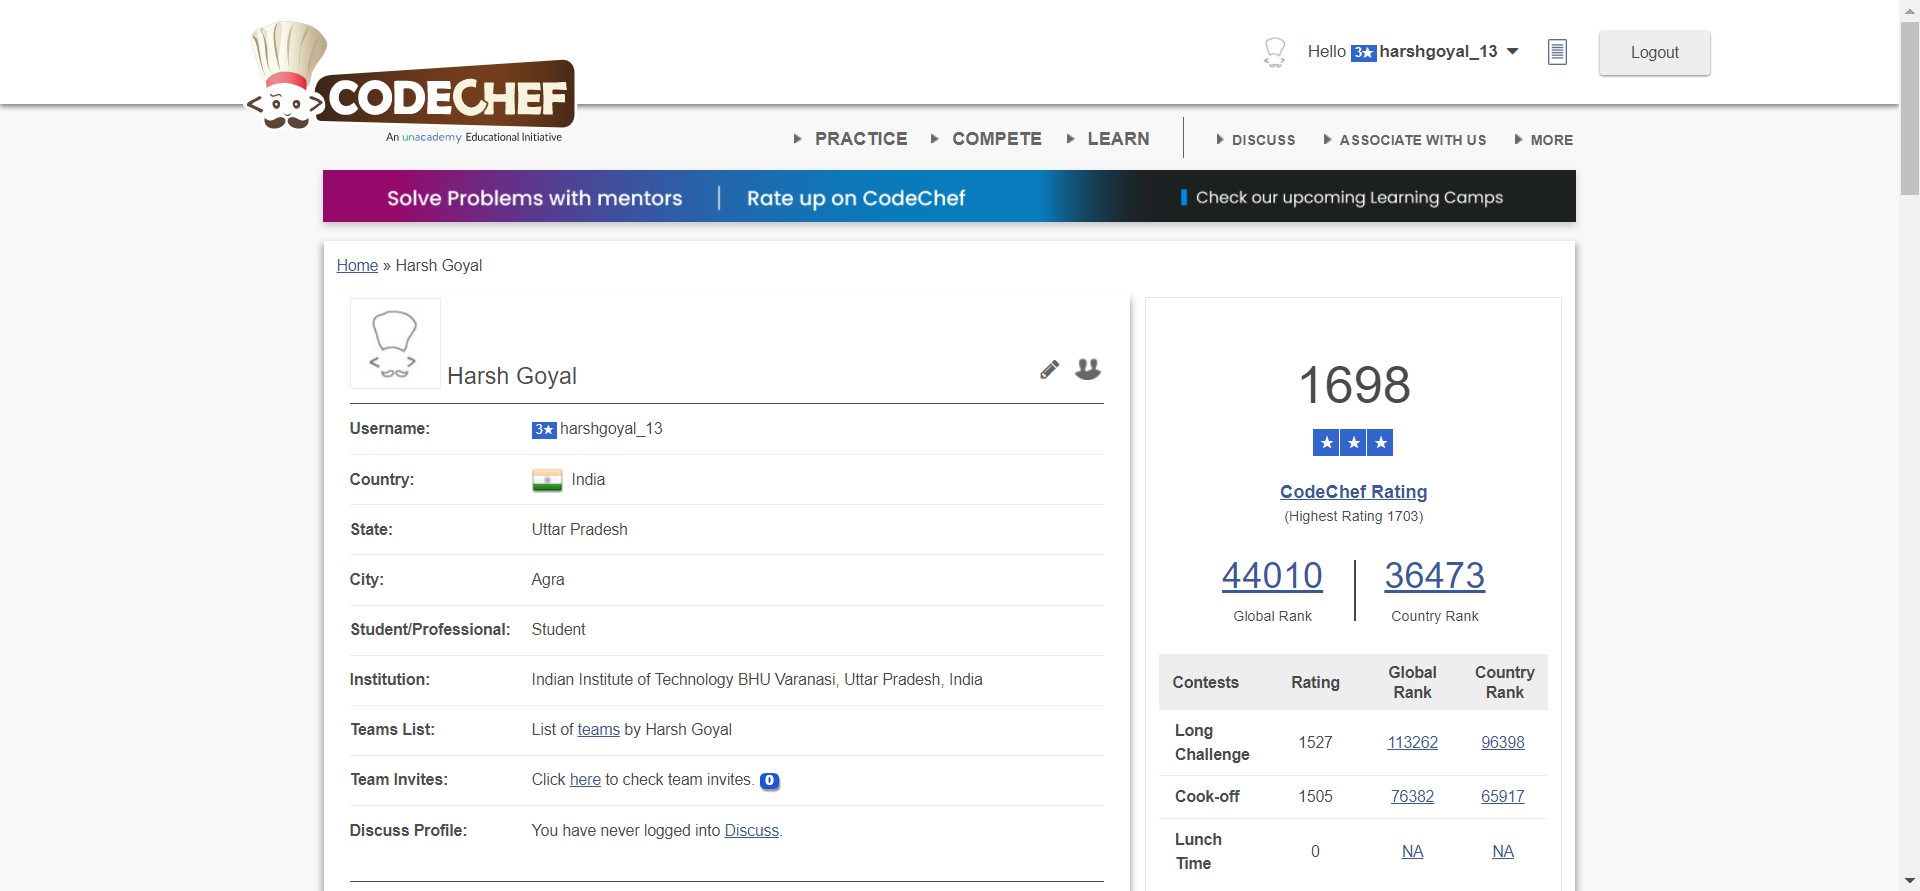 CODECHEF
An unacademy Educational Initiative
Hello 3★ harshgoyal_13
Logout
PRACTICE COMPETE LEARN DISCUSS ASSOCIATE WITH US MORE
Solve Problems with mentors | Rate up on CodeChef Check our upcoming Learning Camps
Home » Harsh Goyal
Harsh Goyal
Username: 3★ harshgoyal_13
Country: India
State: Uttar Pradesh
City: Agra
Student/Professional: Student
Institution: Indian Institute of Technology BHU Varanasi, Uttar Pradesh, India
Teams List: List of teams by Harsh Goyal
Team Invites: Click here to check team invites. 0
Discuss Profile: You have never logged into Discuss.
1698
★ ★ ★
CodeChef Rating
(Highest Rating 1703)
44010 36473
Global Rank Country Rank
Contests Rating Global Rank Country Rank
Long Challenge 1527 113262 96398
Cook-off 1505 76382 65917
Lunch Time 0 NA NA